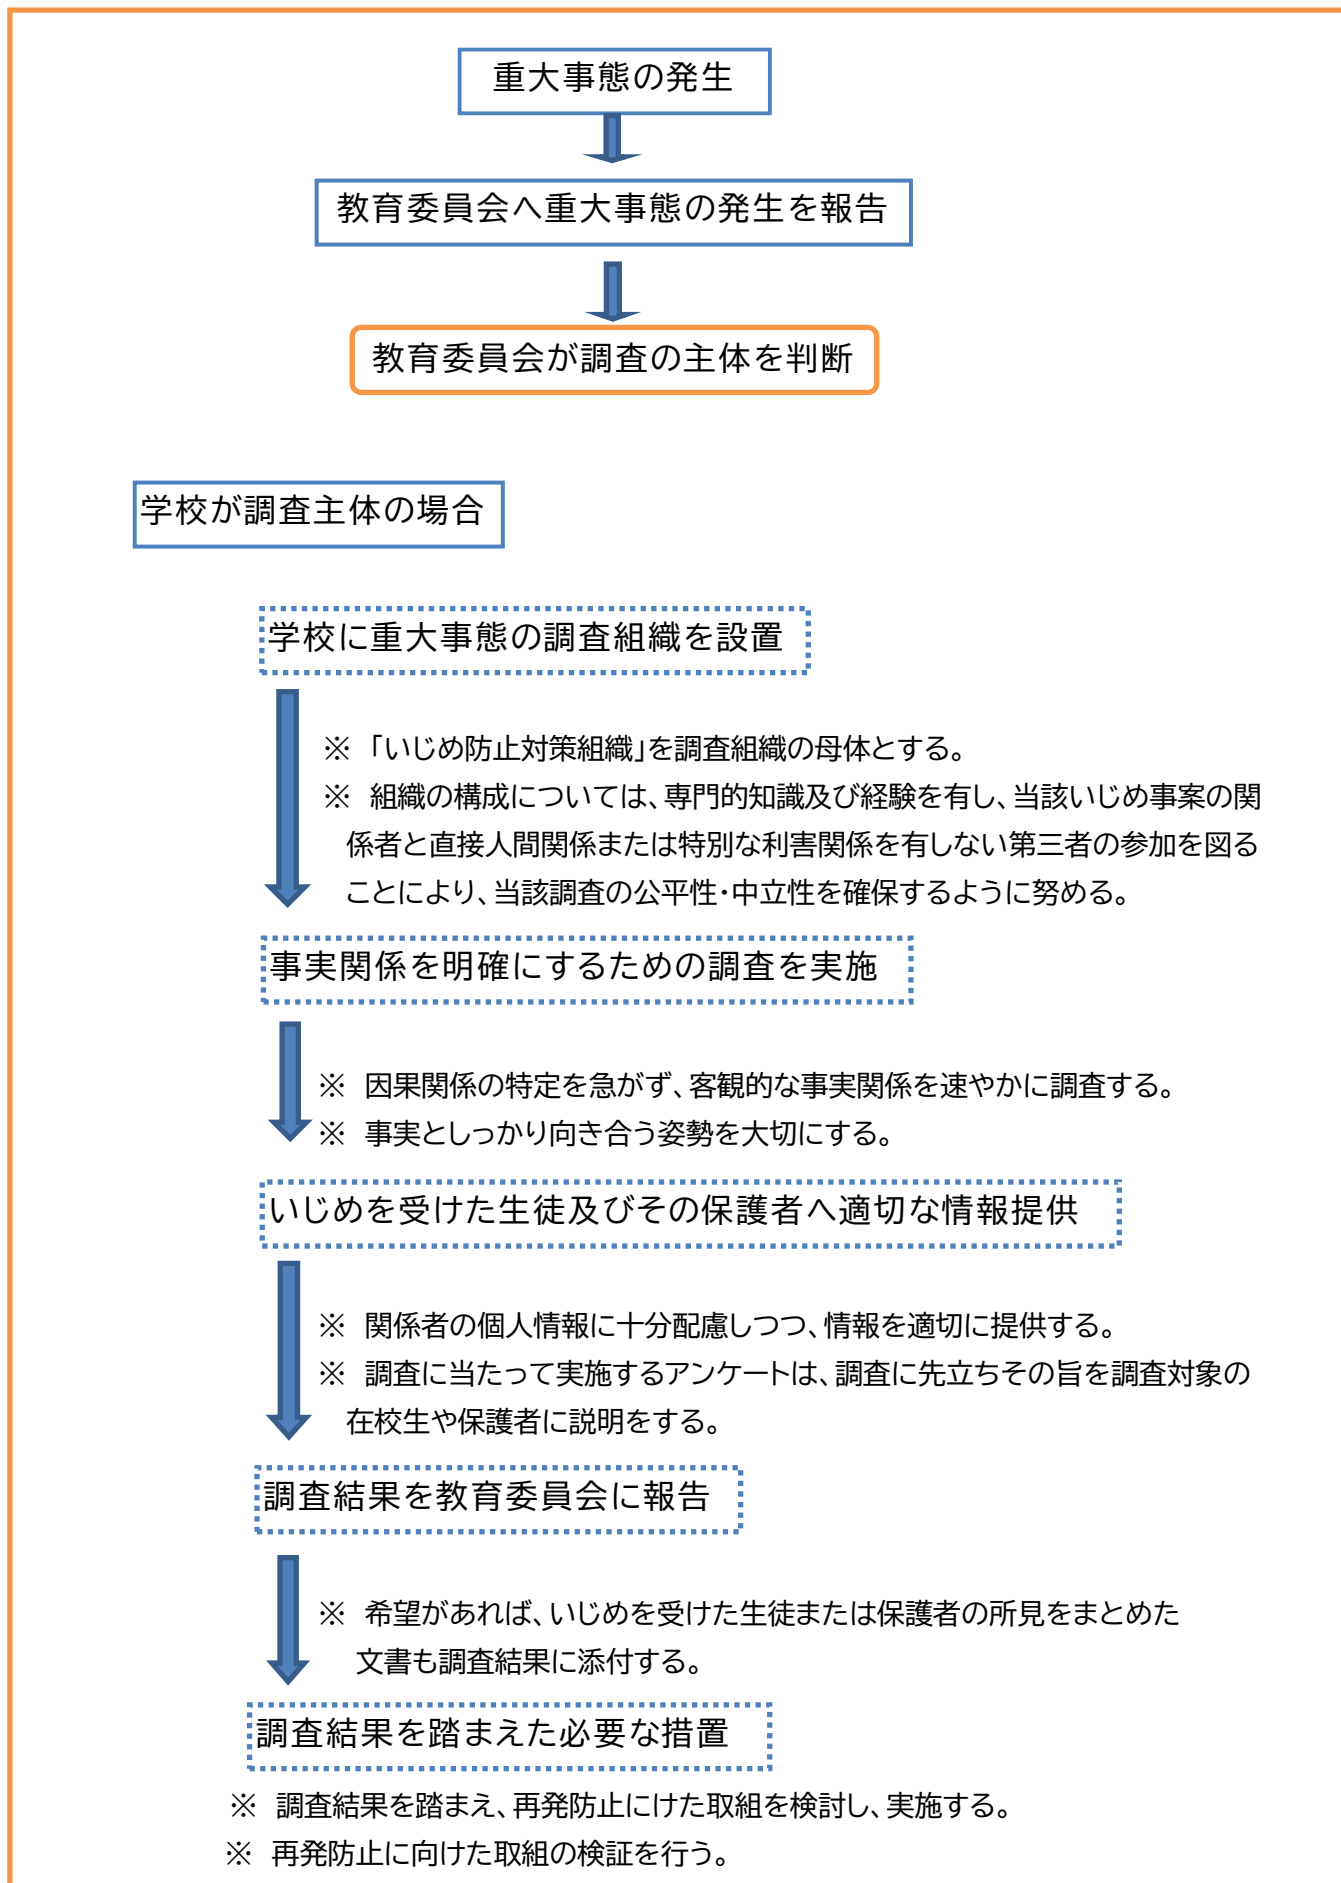 重大事態の発生
教育委員会へ重大事態の発生を報告
教育委員会が調査の主体を判断
学校が調査主体の場合
学校に重大事態の調査組織を設置
※ 「いじめ防止対策組織」を調査組織の母体とする。
※ 組織の構成については、専門的知識及び経験を有し、当該いじめ事案の関
係者と直接人間関係または特別な利害関係を有しない第三者の参加を図る
ことにより、当該調査の公平性・中立性を確保するように努める。
事実関係を明確にするための調査を実施
※ 因果関係の特定を急がず、客観的な事実関係を速やかに調査する。
※ 事実としっかり向き合う姿勢を大切にする。
いじめを受けた生徒及びその保護者へ適切な情報提供
※ 関係者の個人情報に十分配慮しつつ、情報を適切に提供する。
※ 調査に当たって実施するアンケートは、調査に先立ちその旨を調査対象の
在校生や保護者に説明をする。
調査結果を教育委員会に報告
※ 希望があれば、いじめを受けた生徒または保護者の所見をまとめた
文書も調査結果に添付する。
調査結果を踏まえた必要な措置
※ 調査結果を踏まえ、再発防止にけた取組を検討し、実施する。
※ 再発防止に向けた取組の検証を行う。